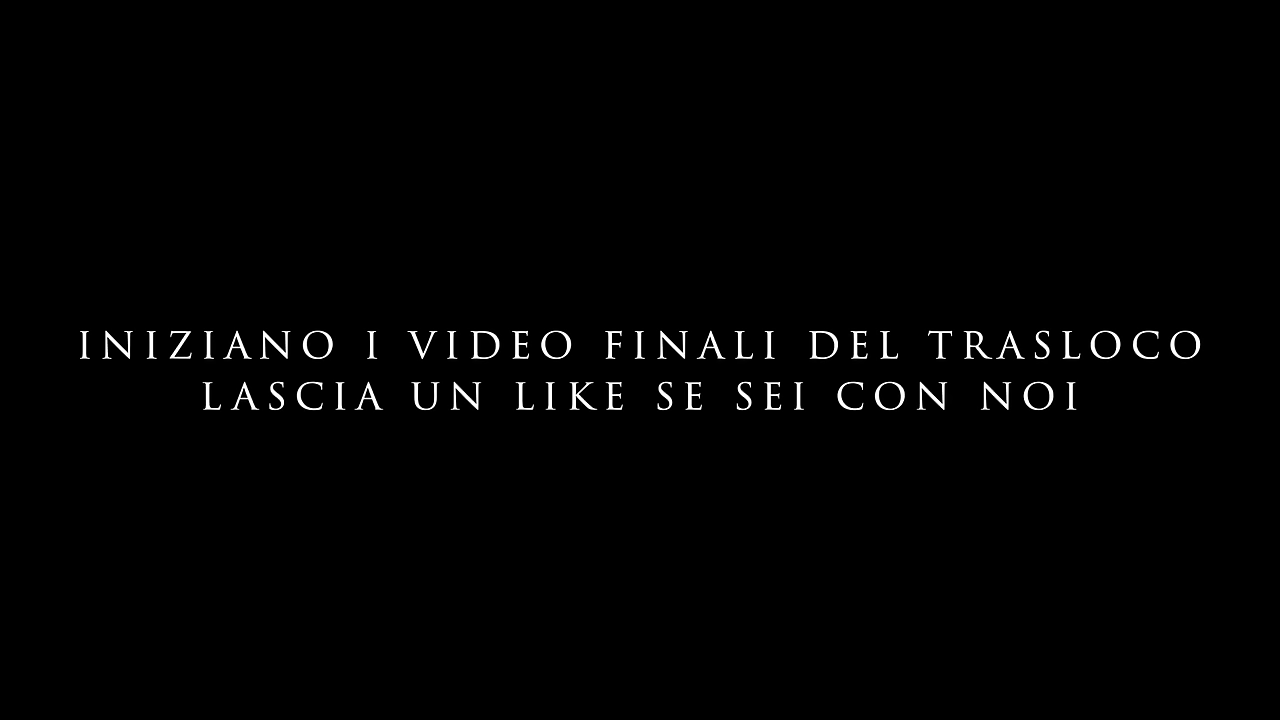 INIZIANO I VIDEO FINALI DEL TRASLOCO
LASCIA UN LIKE SE SEI CON NOI